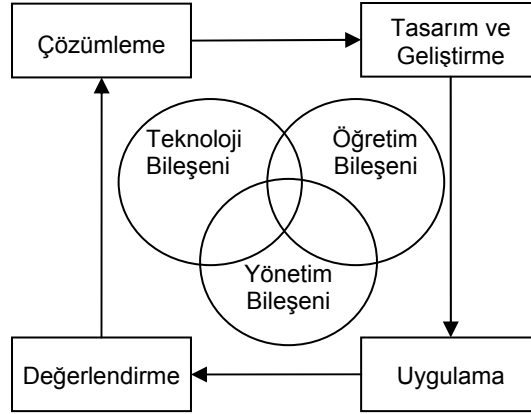 Çözümleme
Tasarım ve
Geliştirme
Teknoloji
Bileşeni
Öğretim
Bileşeni
Yönetim
Bileşeni
Değerlendirme
Uygulama